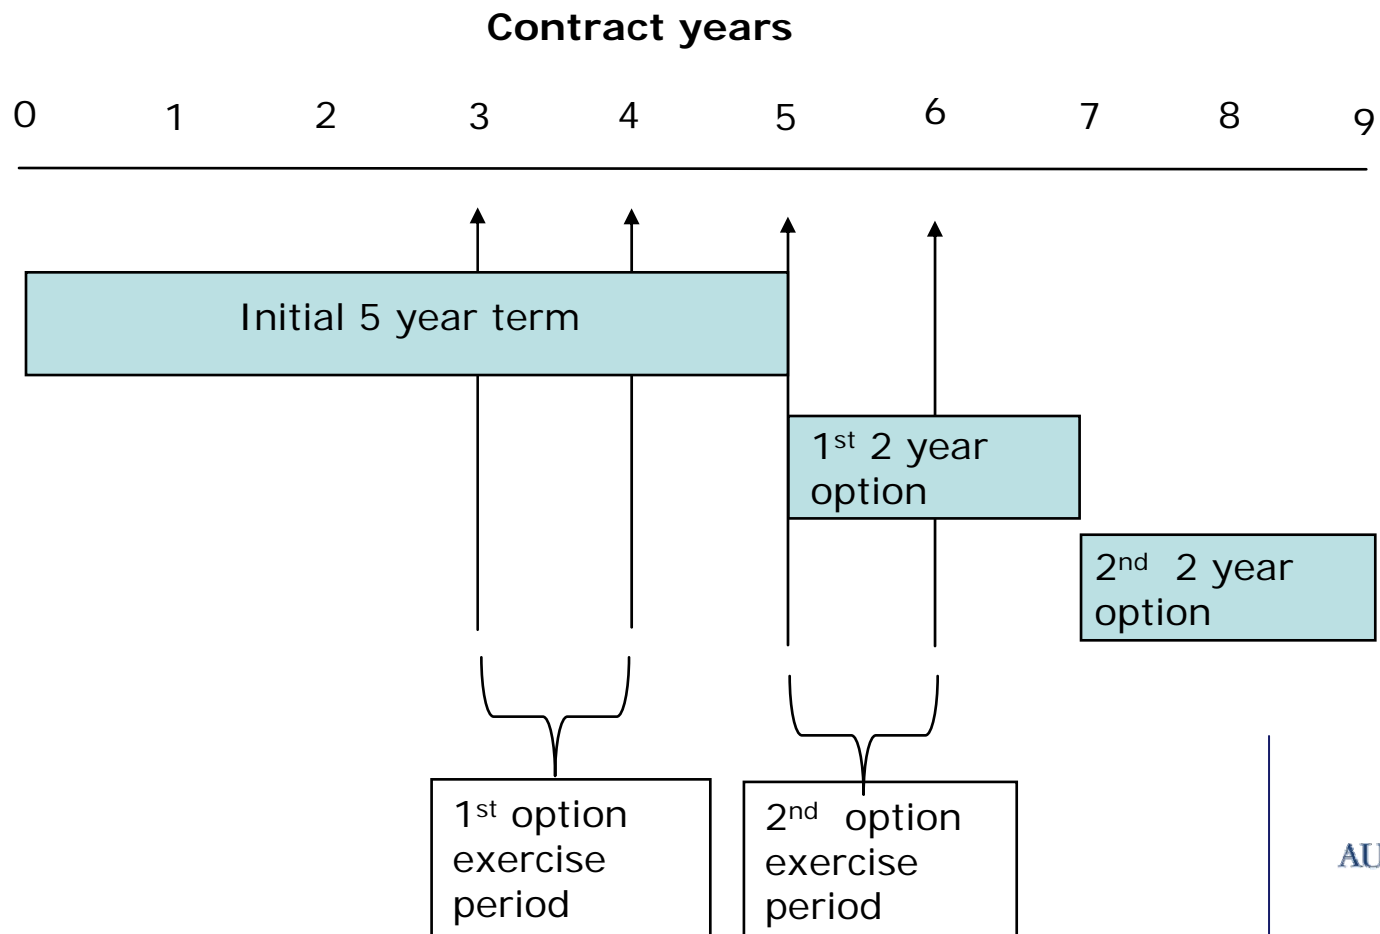 Contract years
0 1 2 3 4 5 6 7 8 9
Initial 5 year term
1st 2 year
option
2nd 2 year
option
1st option
exercise
period
2nd option
exercise
period
AU